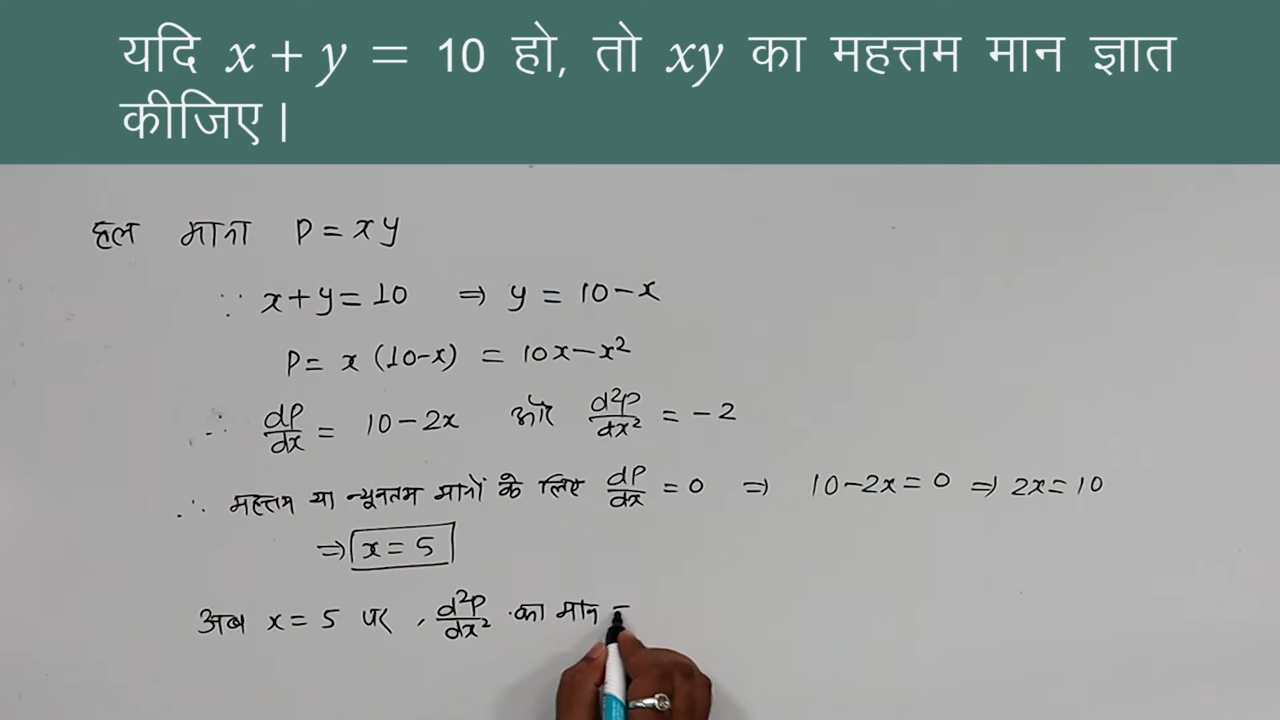 यदि x + y = 10 हो, तो xy का महत्तम मान ज्ञात
कीजिए।
हल माना P = xy
∵ x+y = 10 ⇒ y = 10-x
P = x (10-x) = 10x-x²
∴ dP/dx = 10-2x और d²P/dx² = -2
∴ महत्तम या न्यूनतम मानों के लिए dP/dx = 0 ⇒ 10-2x = 0 ⇒ 2x = 10
⇒ x = 5
अब x = 5 पर, d²P/dx² का मान